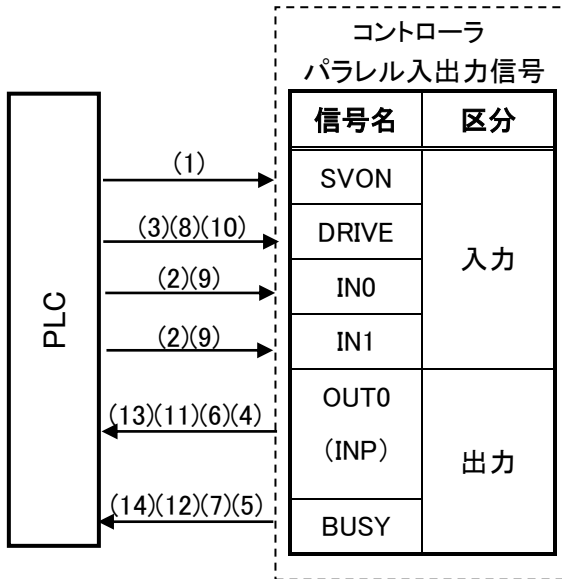 コントローラ
パラレル入出力信号
信号名 区分
(1) SVON
(3)(8)(10) DRIVE
入力
(2)(9) IN0
PLC
(2)(9) IN1
OUT0
(13)(11)(6)(4)
(INP)
出力
(14)(12)(7)(5)
BUSY